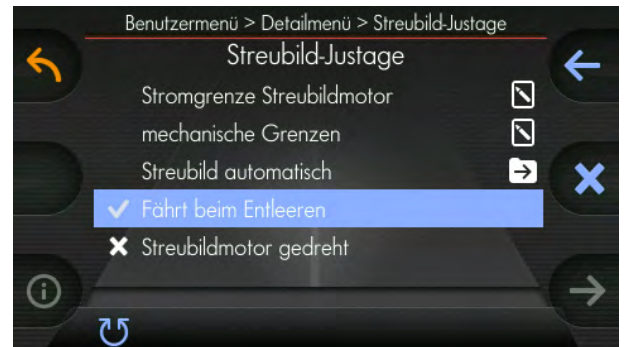 Benutzermenü > Detailmenü > Streubild-Justage
Streubild-Justage
Stromgrenze Streubildmotor
mechanische Grenzen
Streubild automatisch
Fährt beim Entleeren
Streubildmotor gedreht